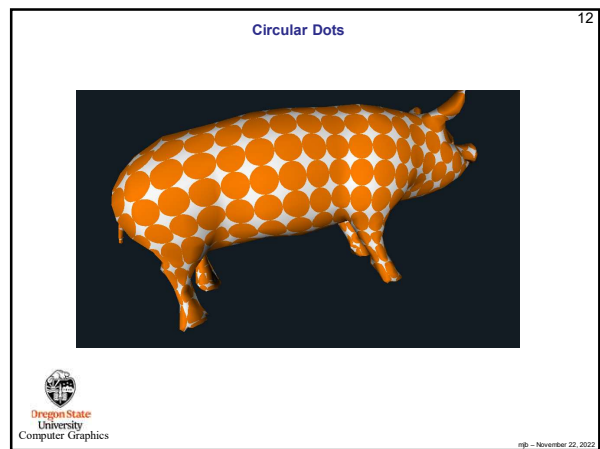 12
Circular Dots
Oregon State
University
Computer Graphics
mjb – November 22, 2022